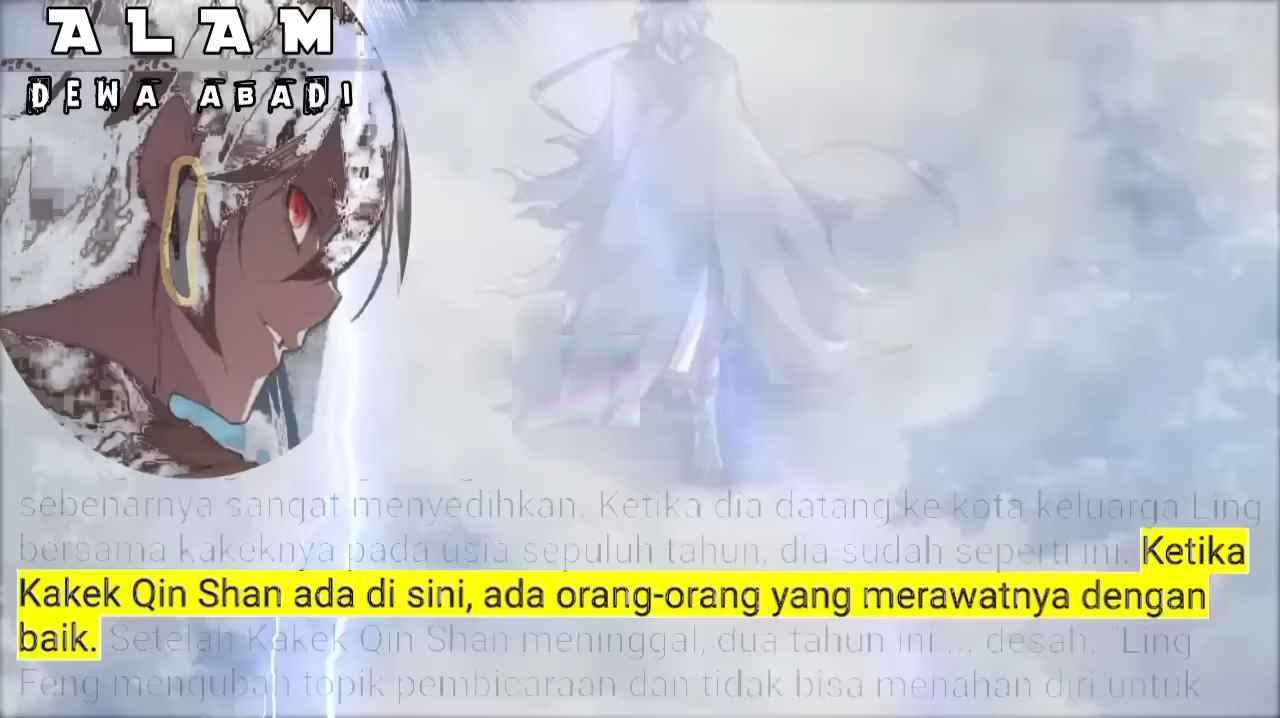 ALAM
DEWA ABADI
sebenarnya sangat menyedihkan. Ketika dia datang ke kota keluarga Ling
bersama kakeknya pada usia sepuluh tahun, dia sudah seperti ini. Ketika
Kakek Qin Shan ada di sini, ada orang-orang yang merawatnya dengan
baik. Setelah Kakek Qin Shan meninggal, dua tahun ini ... desah. "Ling
Feng mengubah topik pembicaraan dan tidak bisa menahan diri untuk